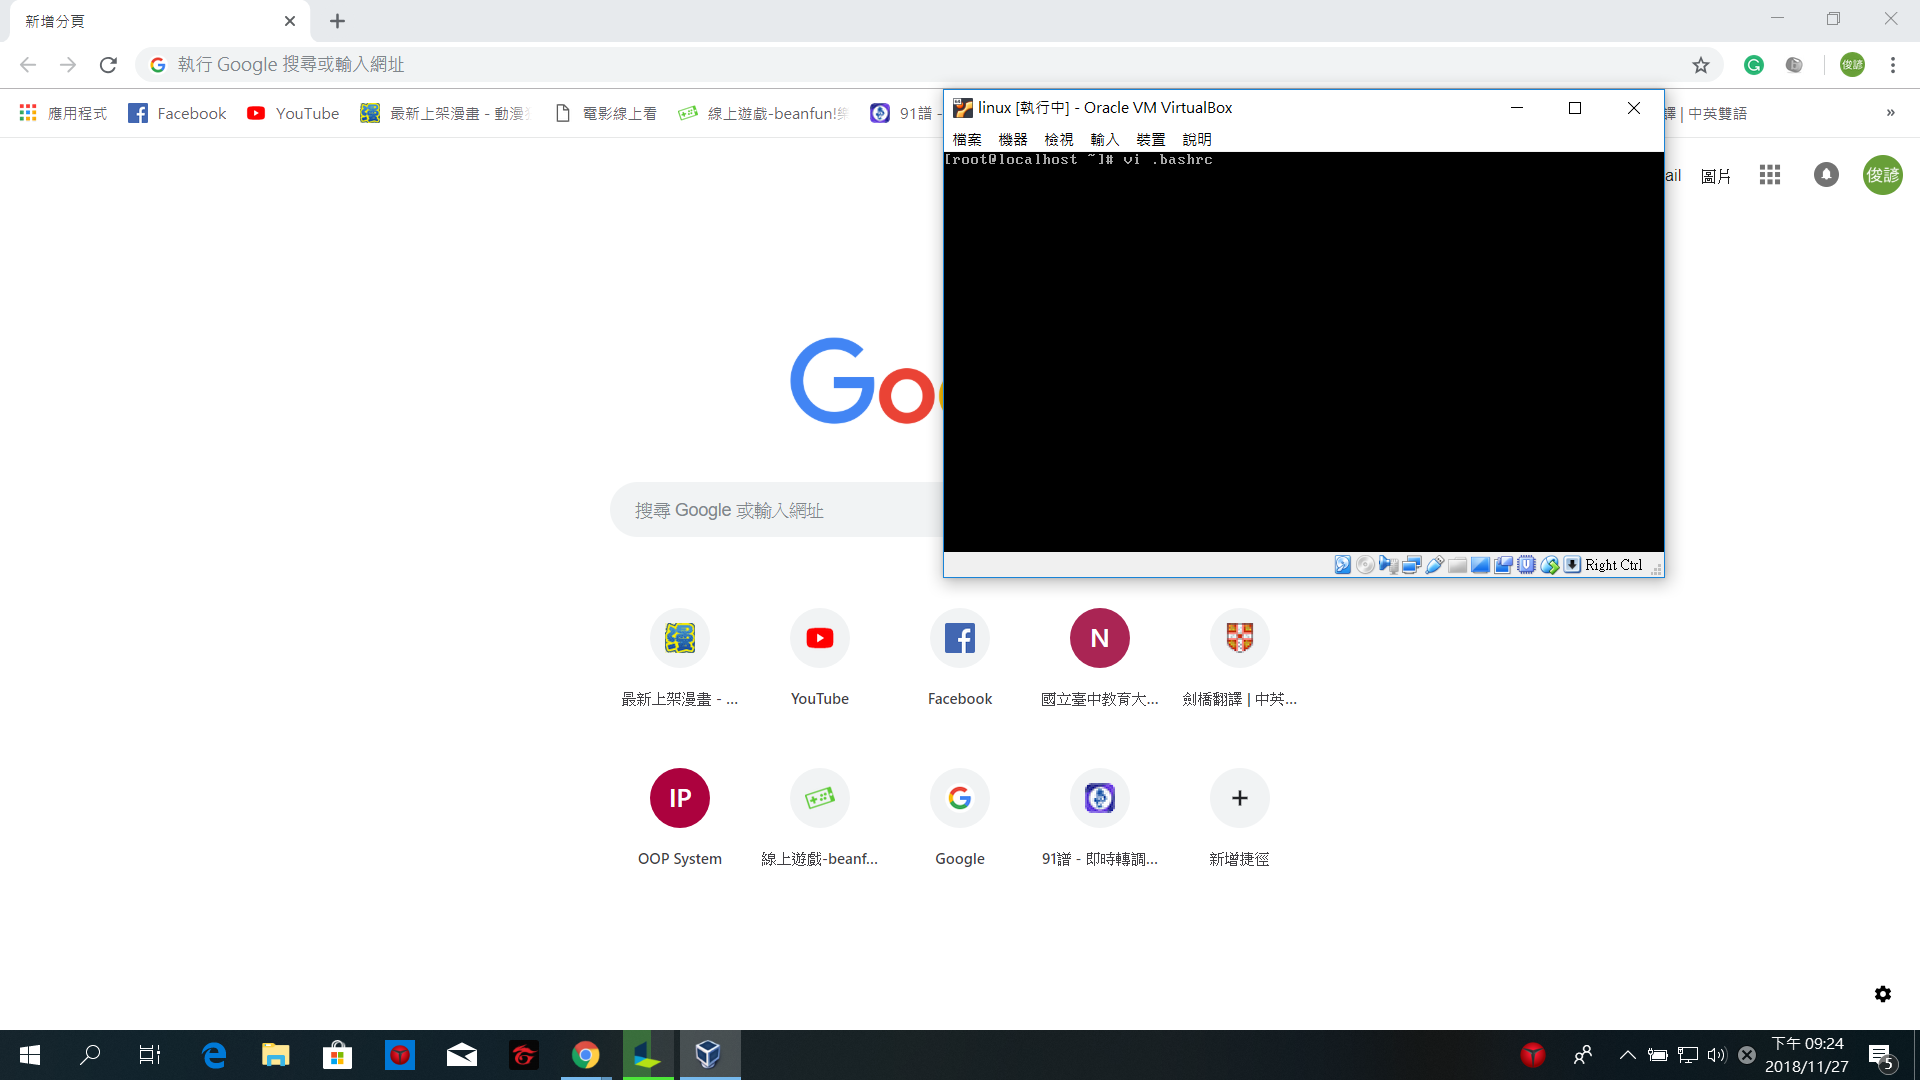 新增分頁
執行 Google 搜尋或輸入網址
俊諺
應用程式
Facebook
YouTube
最新上架漫畫 - 動漫
電影線上看
線上遊戲-beanfun!
91譜 -
| 中英雙語
»
linux [執行中] - Oracle VM VirtualBox
檔案 機器 檢視 輸入 裝置 說明
[root@localhost ~]# vi .bashrc
Right Ctrl
ail
圖片
俊諺
Goo
搜尋 Google 或輸入網址
最新上架漫畫 - ...
YouTube
Facebook
N
國立臺中教育大...
劍橋翻譯 | 中英...
IP
OOP System
線上遊戲-beanf...
Google
91譜 - 即時轉調...
新增捷徑
下午 09:24
2018/11/27
5